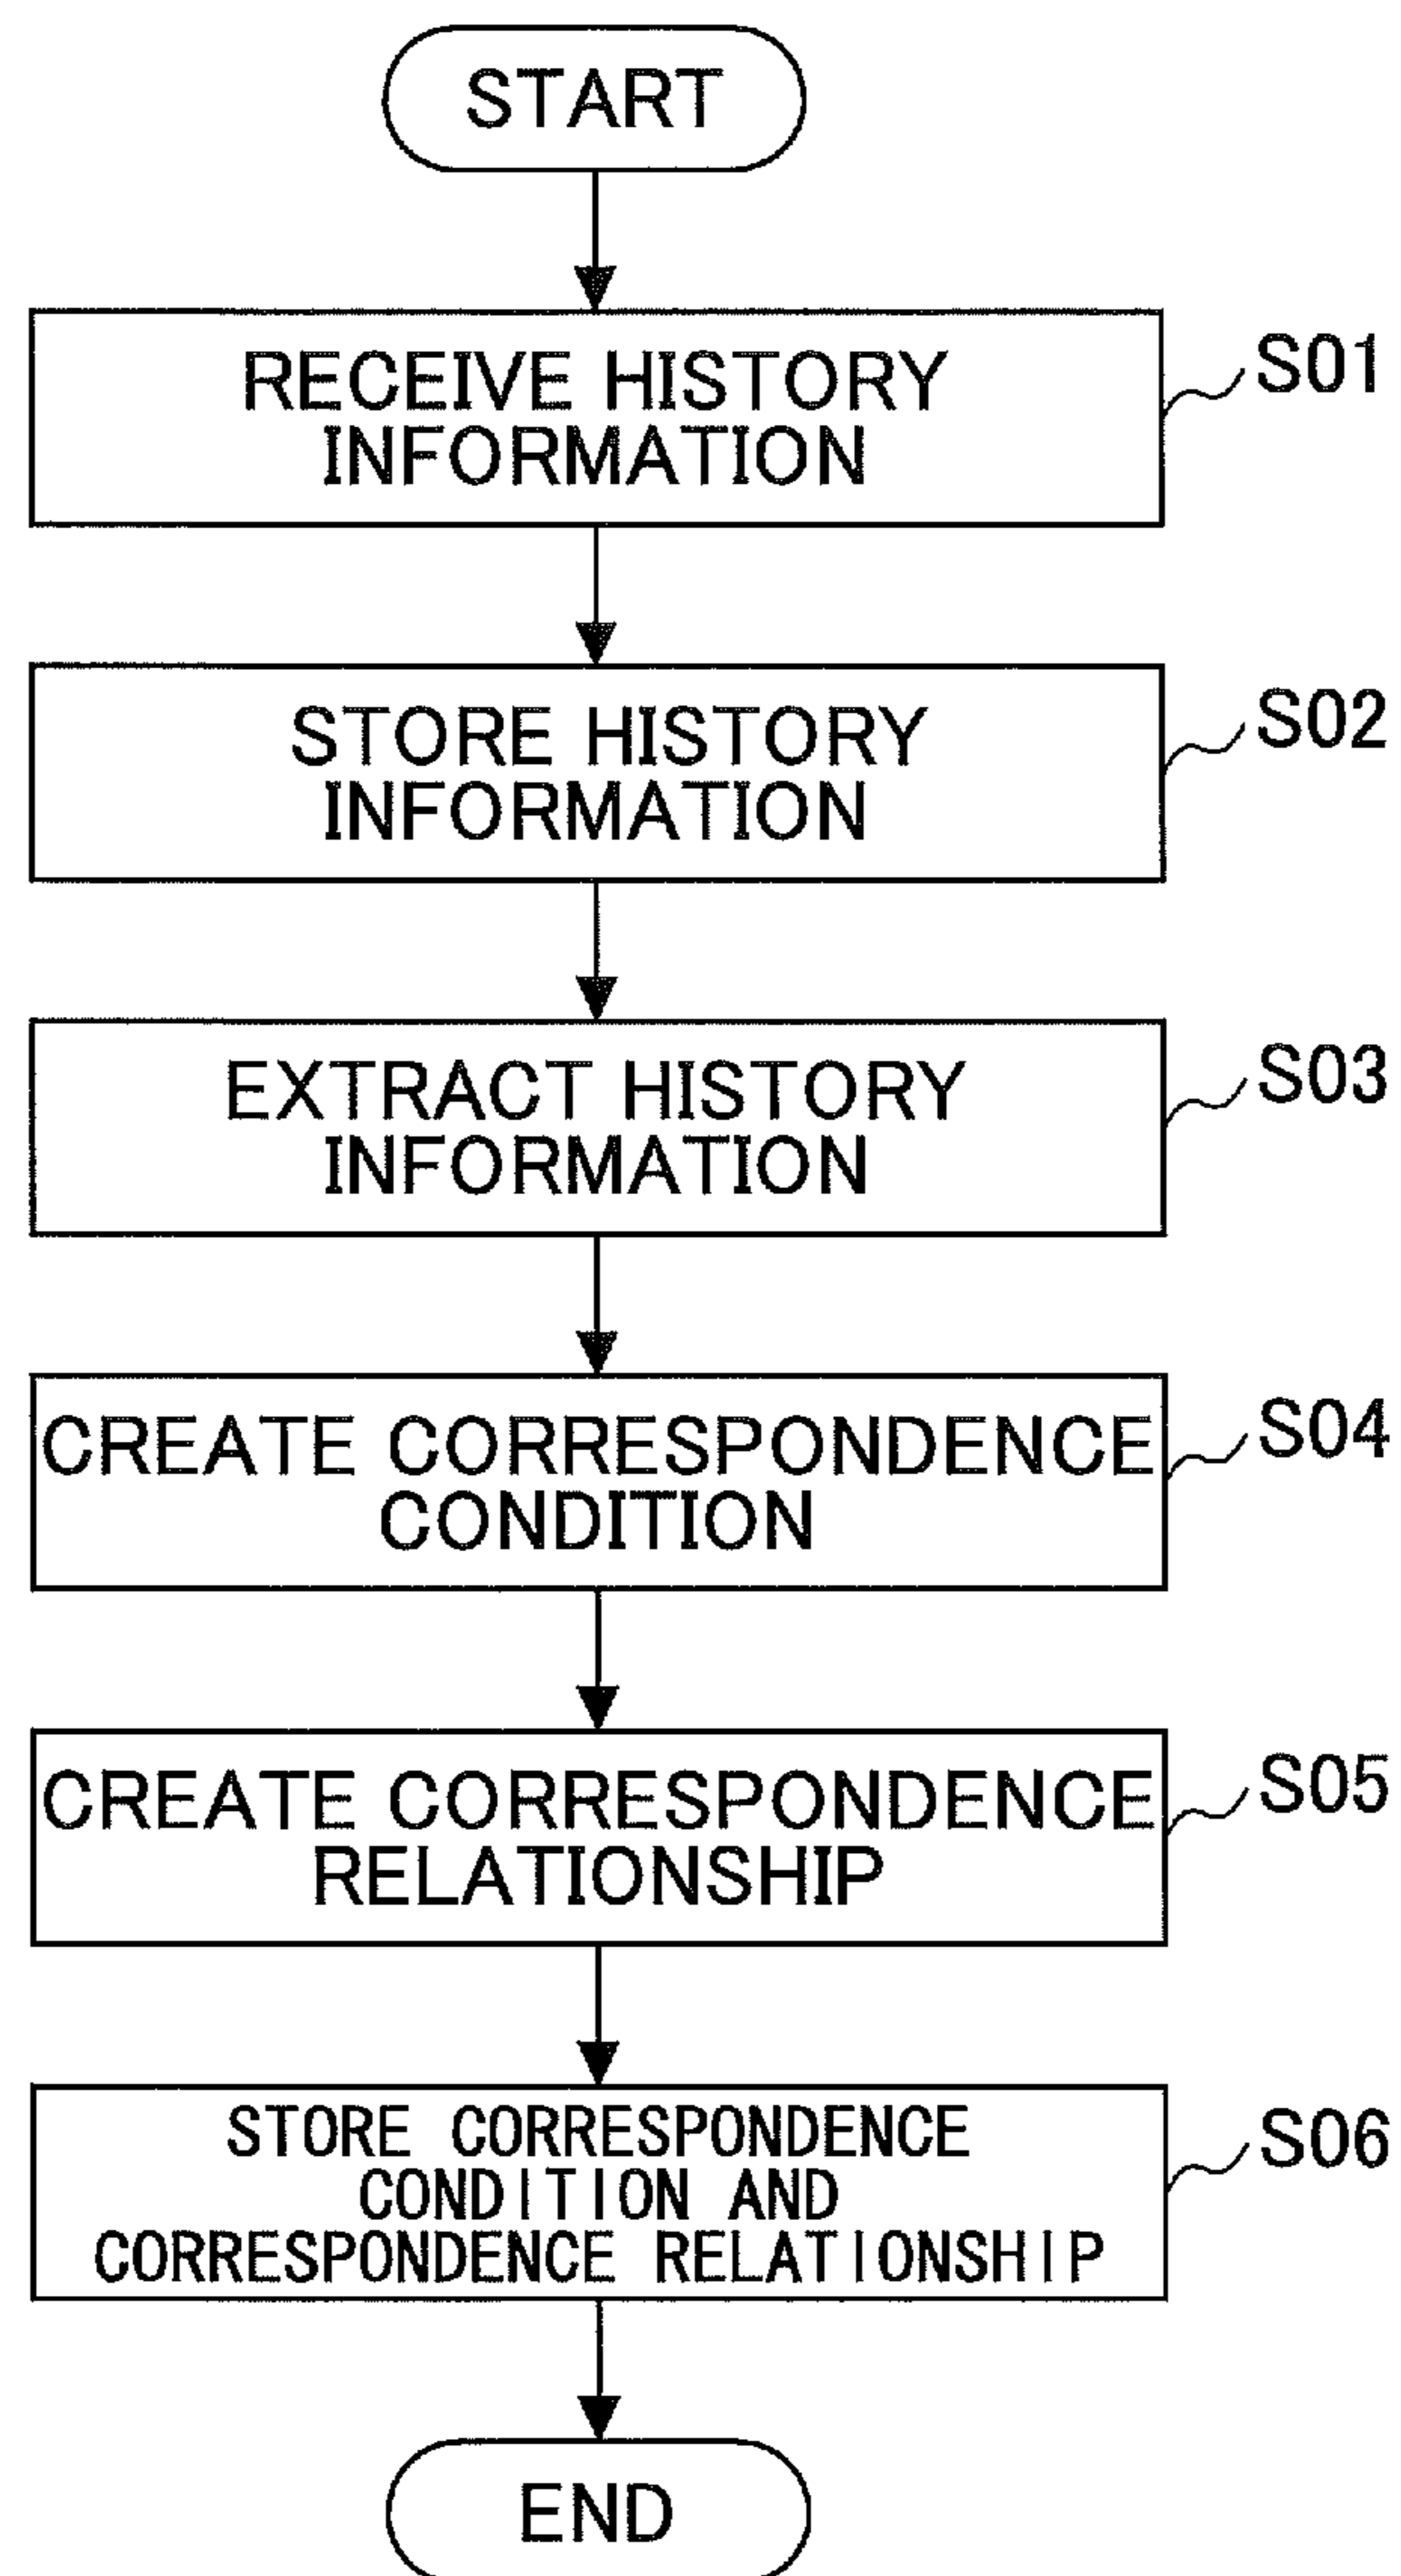 START
RECEIVE HISTORY
INFORMATION
S01
STORE HISTORY
INFORMATION
S02
EXTRACT HISTORY
INFORMATION
S03
CREATE CORRESPONDENCE
CONDITION
S04
CREATE CORRESPONDENCE
RELATIONSHIP
S05
STORE CORRESPONDENCE
CONDITION AND
CORRESPONDENCE RELATIONSHIP
S06
END